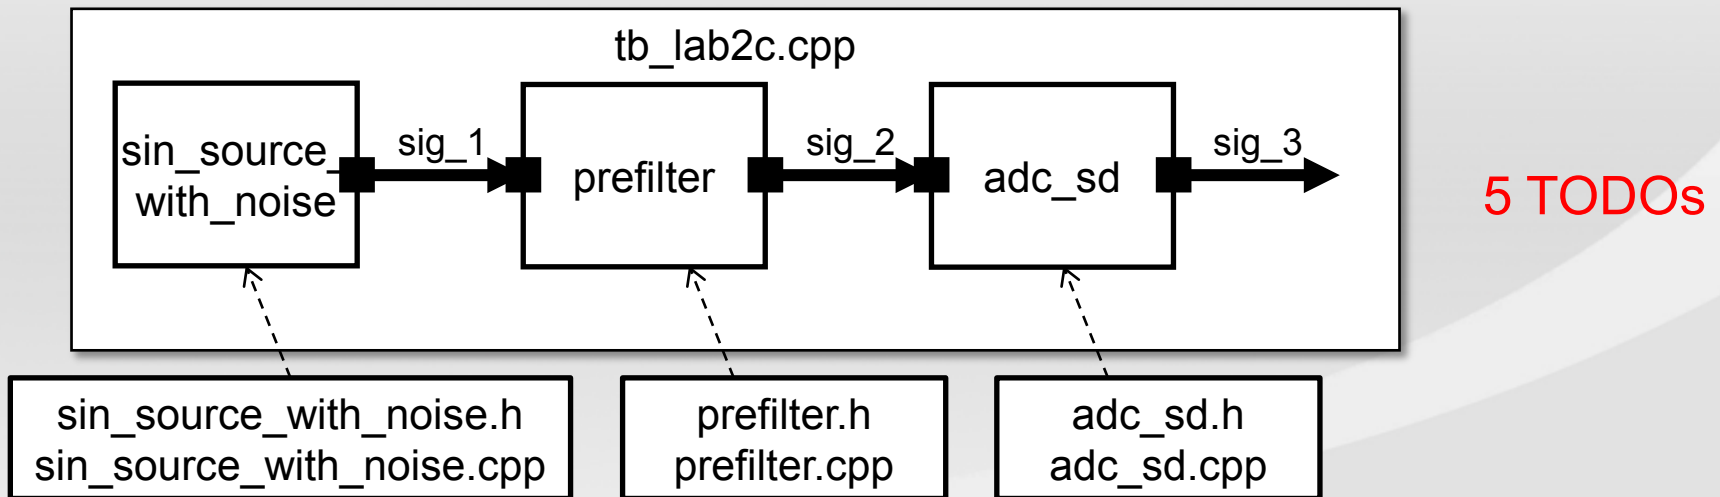 tb_lab2c.cpp
sin_source_
with_noise
sig_1
prefilter
sig_2
adc_sd
sig_3
5 TODOs
sin_source_with_noise.h
sin_source_with_noise.cpp
prefilter.h
prefilter.cpp
adc_sd.h
adc_sd.cpp